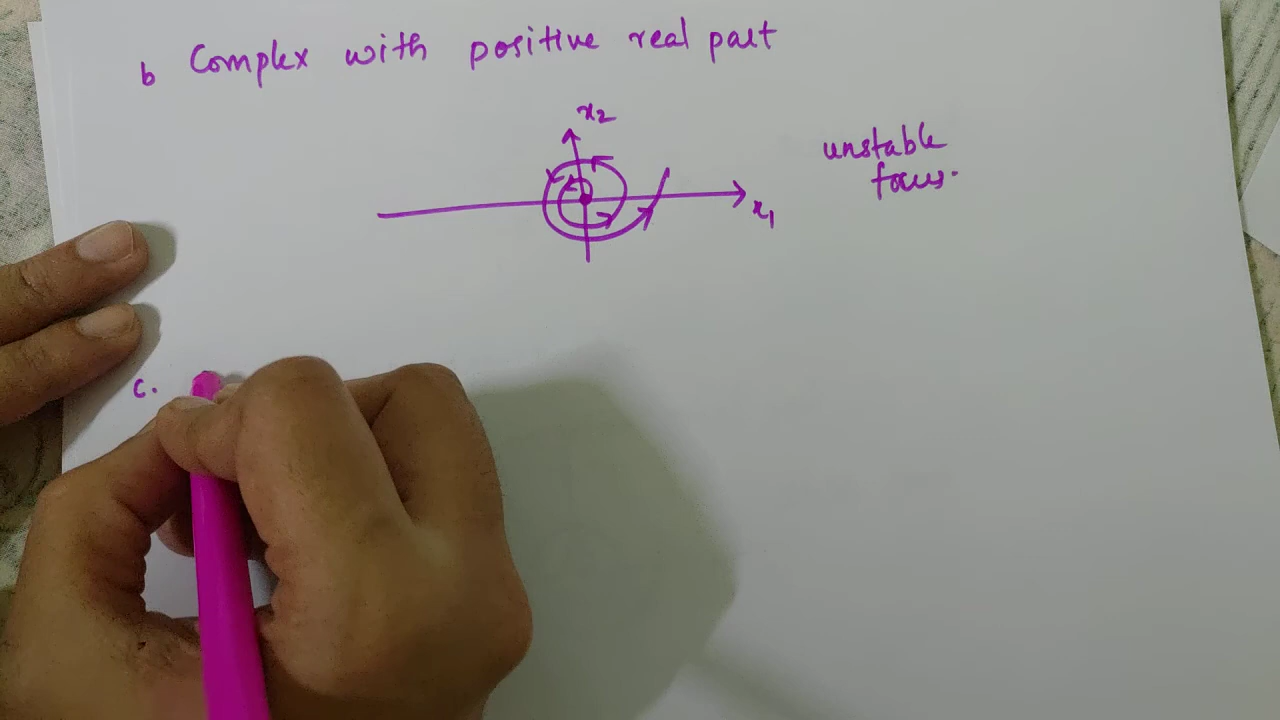 b Complex with positive real part
x2
unstable
focus.
x1
c.